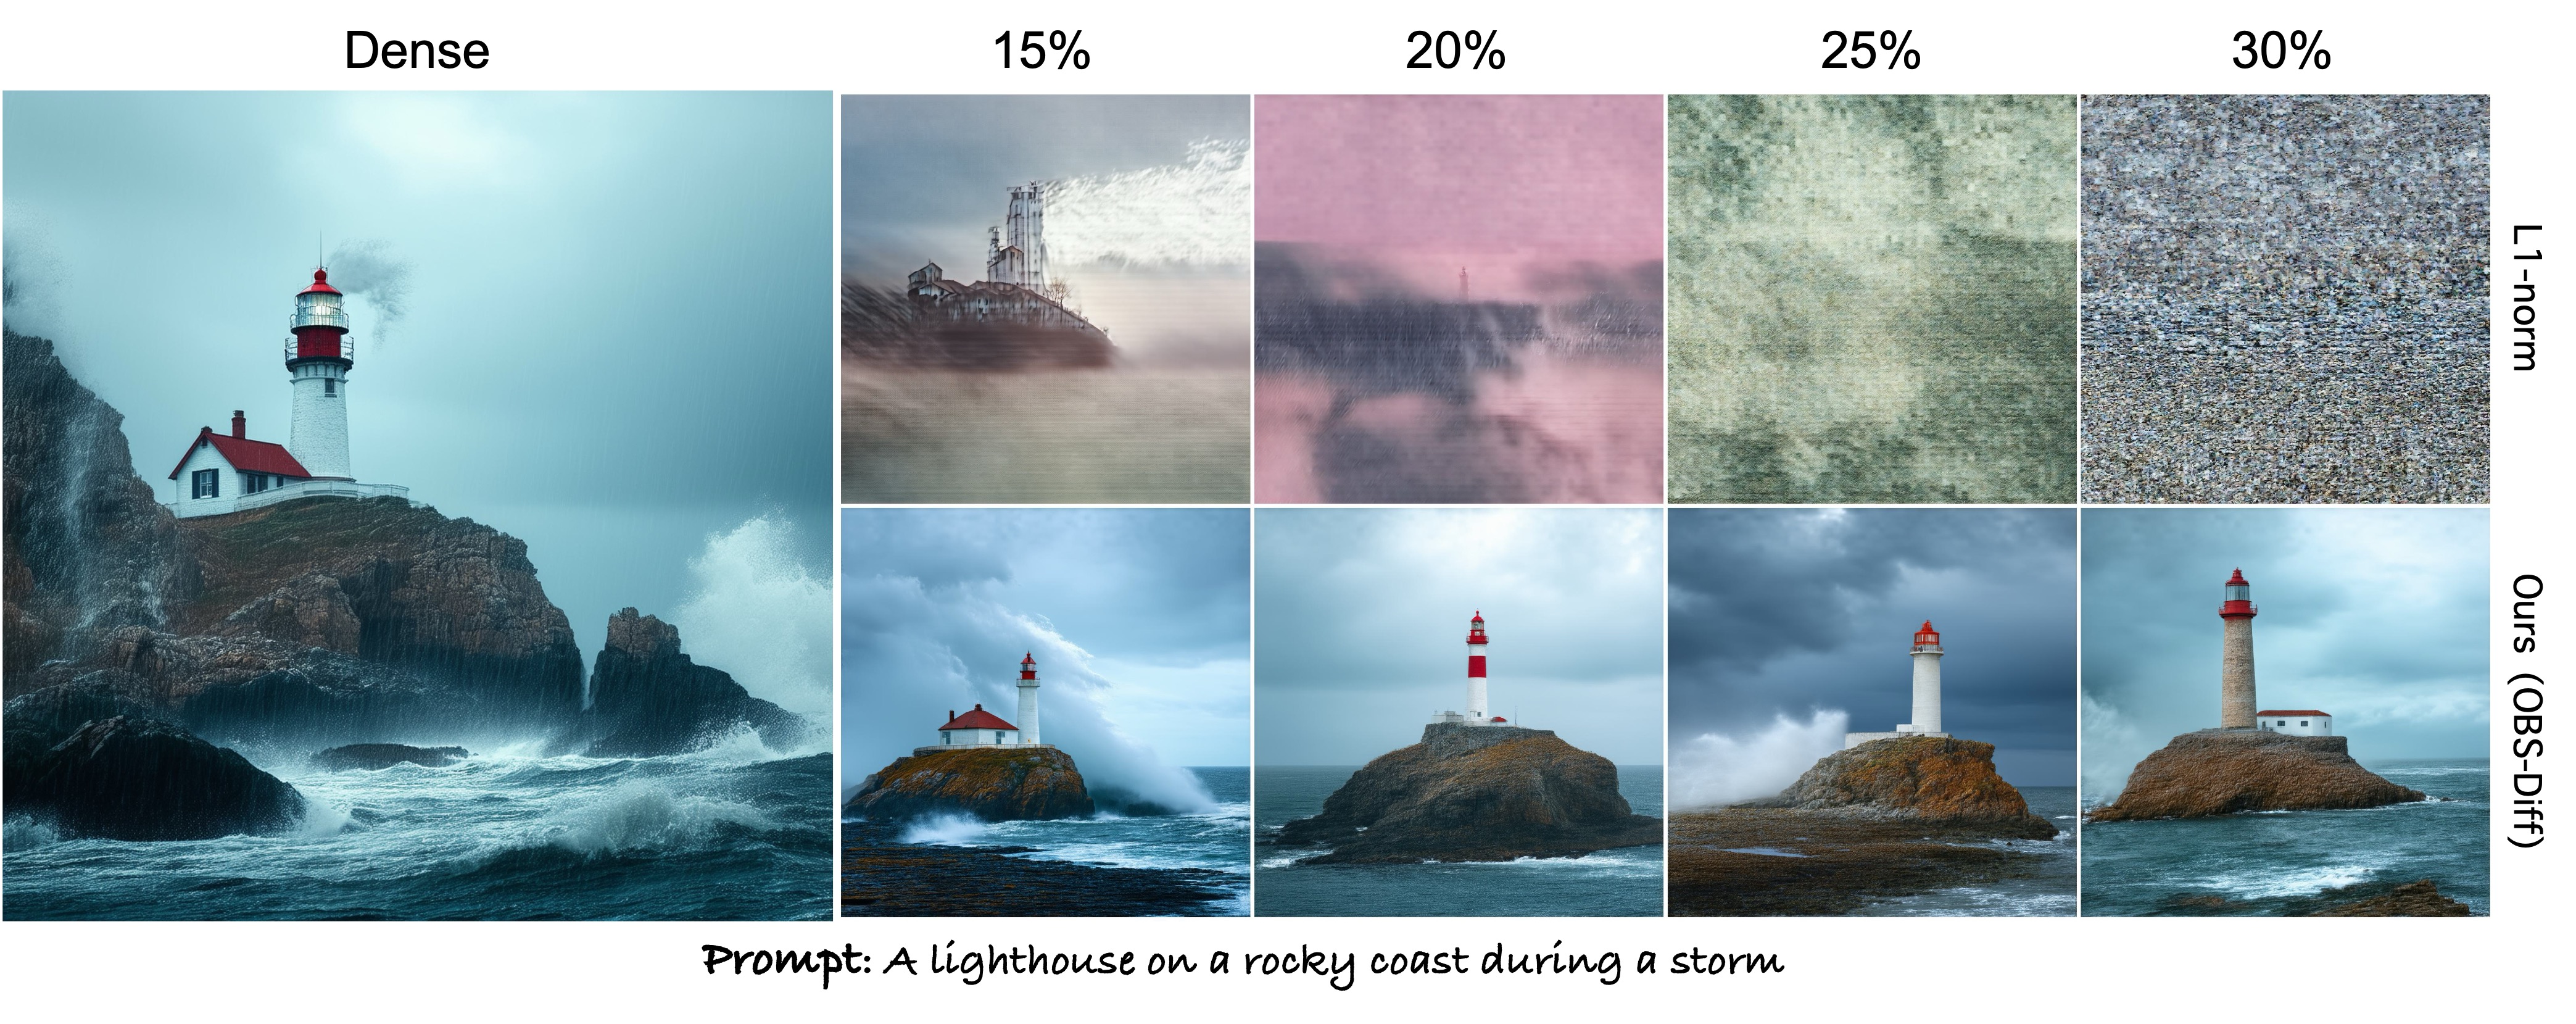 Dense
15%
20%
25%
30%
L1-norm
Ours (OBS-Diff)
Prompt: A lighthouse on a rocky coast during a storm